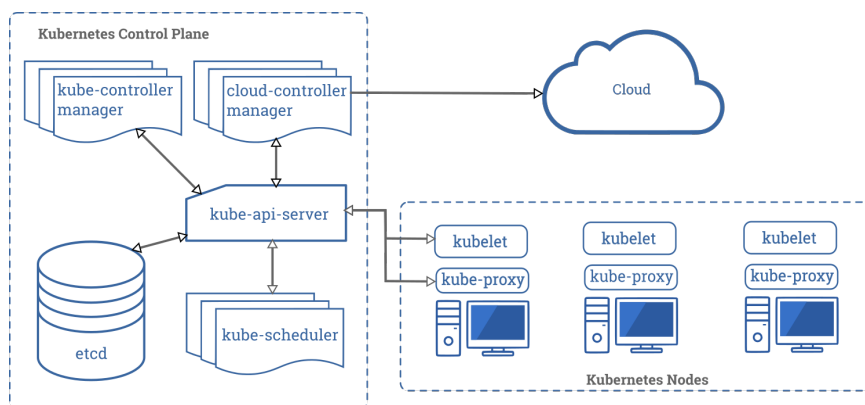 Kubernetes Control Plane
kube-controller
manager
cloud-controller
manager
Cloud
kube-api-server
kubelet
kubelet
kubelet
kube-proxy
kube-proxy
kube-proxy
etcd
kube-scheduler
Kubernetes Nodes